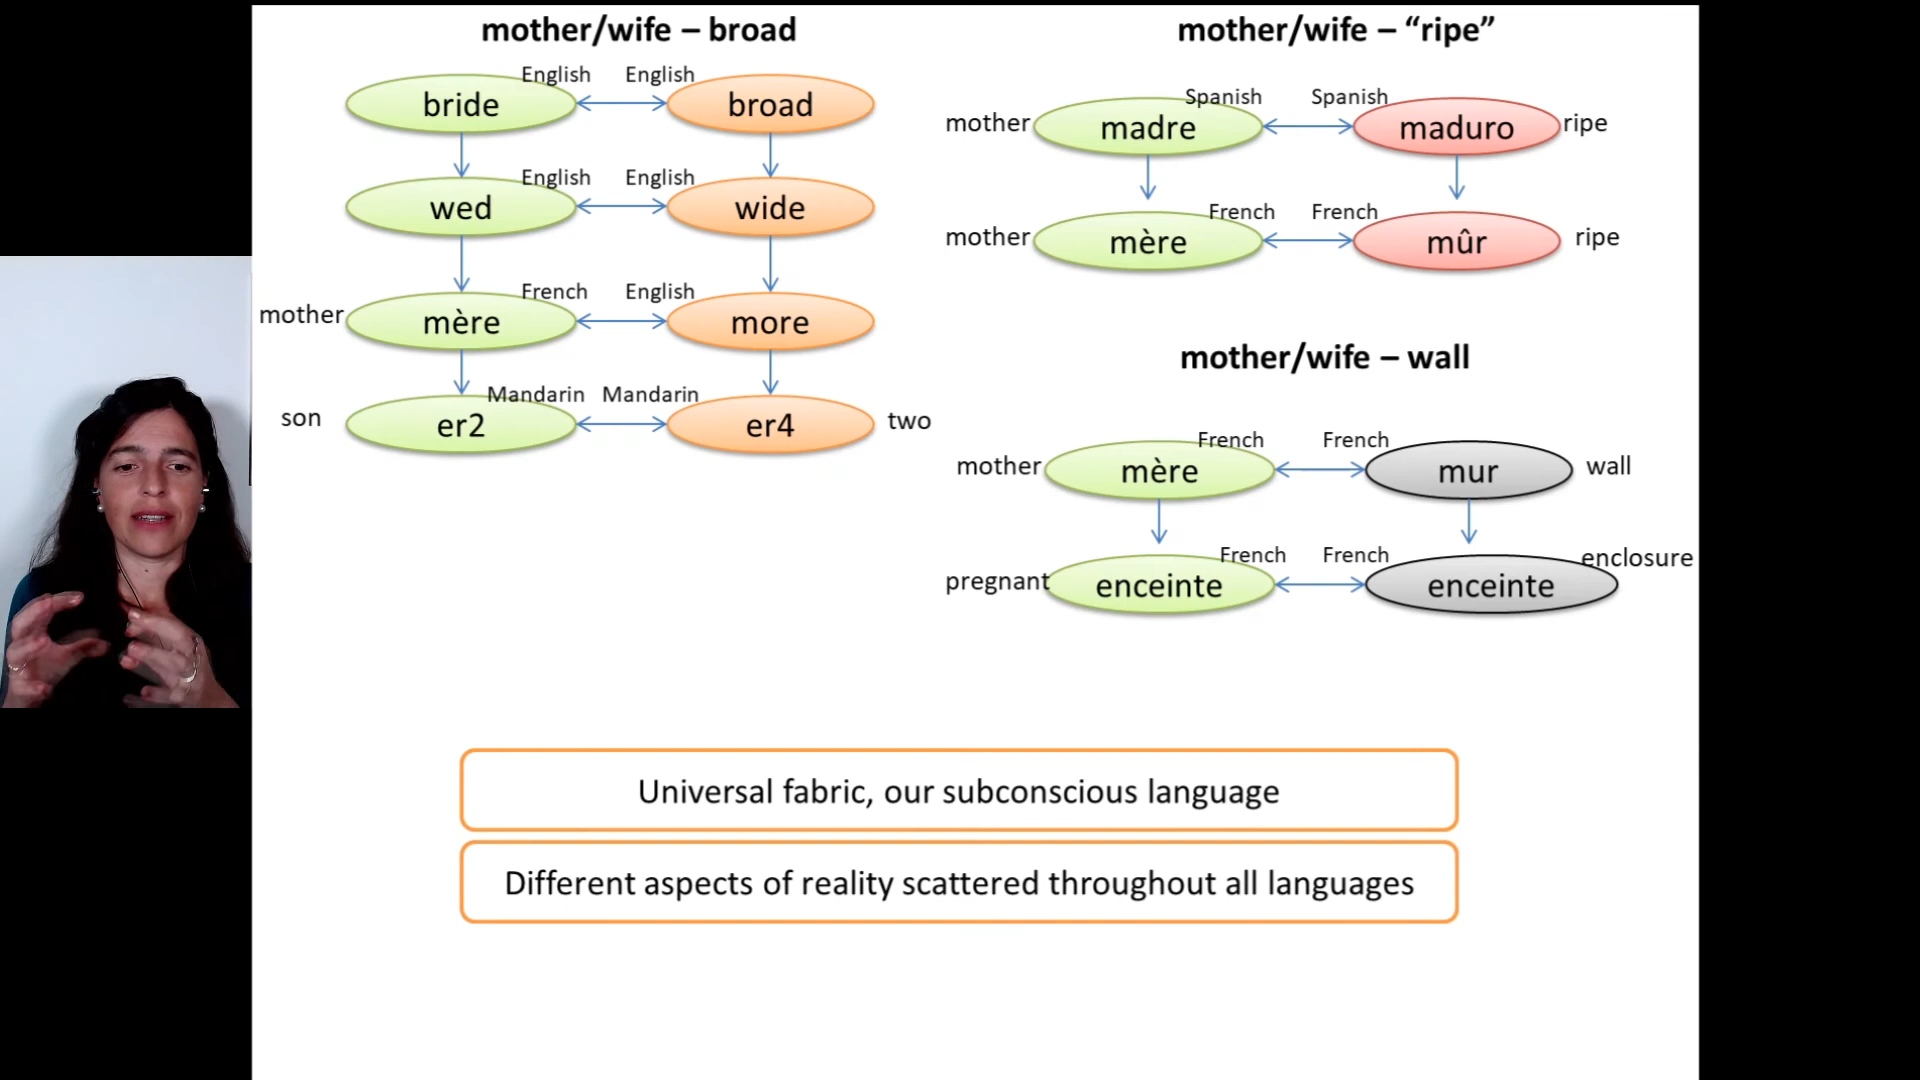 mother/wife – broad
English English
bride broad
English English
wed wide
French English
mother mère more
Mandarin Mandarin
son er2 er4 two
mother/wife – “ripe”
Spanish Spanish
mother madre maduro ripe
French French
mother mère mûr ripe
mother/wife – wall
French French
mother mère mur wall
French French enclosure
pregnant enceinte enceinte
Universal fabric, our subconscious language
Different aspects of reality scattered throughout all languages